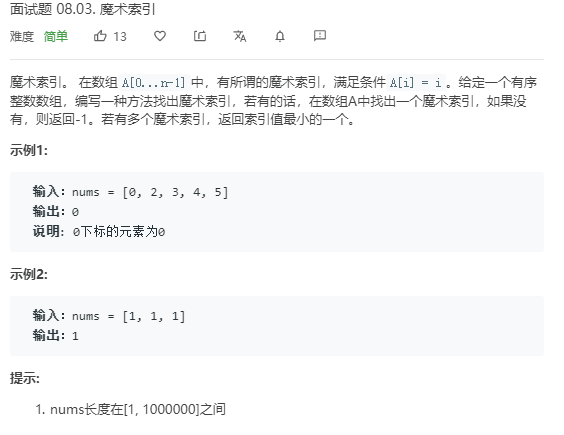 面试题 08.03. 魔术索引
难度 简单 13
魔术索引。 在数组 A[0...n-1] 中，有所谓的魔术索引，满足条件 A[i] = i 。给定一个有序
整数数组，编写一种方法找出魔术索引，若有的话，在数组A中找出一个魔术索引，如果没
有，则返回-1。若有多个魔术索引，返回索引值最小的一个。
示例1:
输入：nums = [0, 2, 3, 4, 5]
输出：0
说明：0下标的元素为0
示例2:
输入：nums = [1, 1, 1]
输出：1
提示:
1. nums长度在[1, 1000000]之间